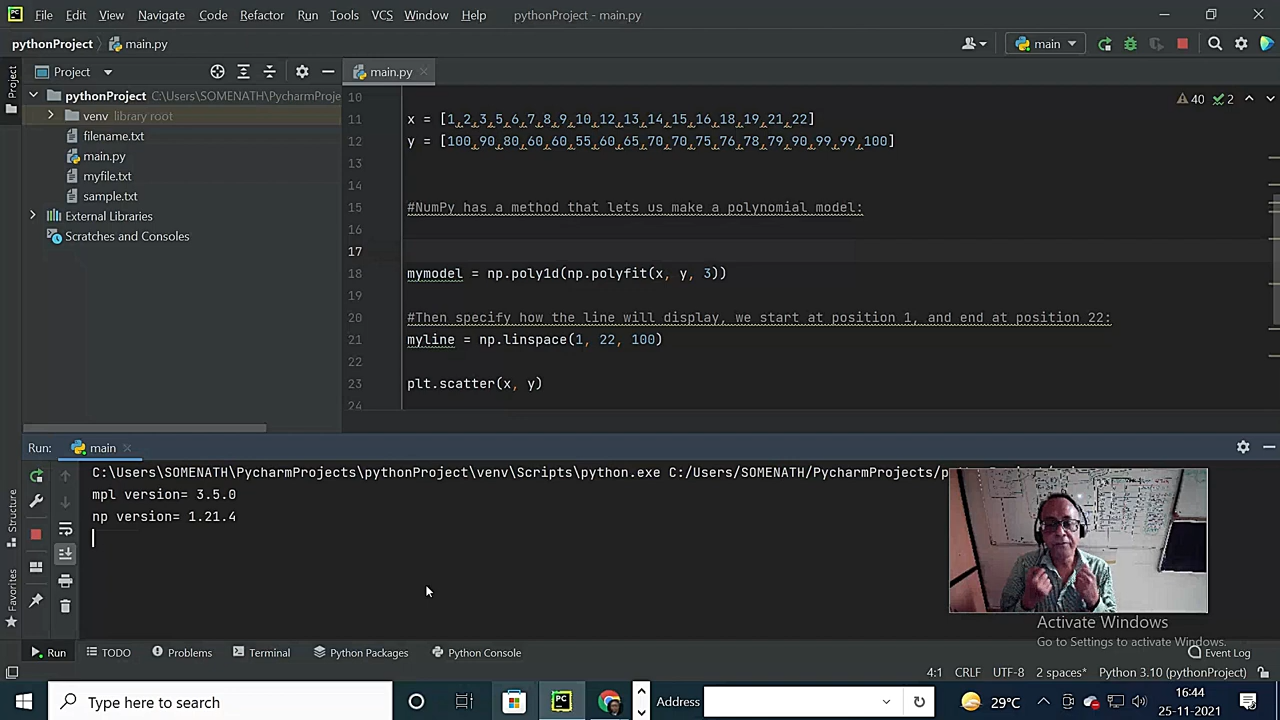 File Edit View Navigate Code Refactor Run Tools VCS Window Help pythonProject - main.py
pythonProject main.py main
Project main.py
Project
10
pythonProject C:\Users\SOMENATH\PycharmProje
40 2
venv library root
11 x = [1,2,3,5,6,7,8,9,10,12,13,14,15,16,18,19,21,22]
filename.txt
12 y = [100,90,80,60,60,55,60,65,70,70,75,76,78,79,90,99,99,100]
main.py
13
myfile.txt
14
sample.txt
15 #NumPy has a method that lets us make a polynomial model:
External Libraries
16
Scratches and Consoles
17
18 mymodel = np.poly1d(np.polyfit(x, y, 3))
19
20 #Then specify how the line will display, we start at position 1, and end at position 22:
21 myline = np.linspace(1, 22, 100)
22
23 plt.scatter(x, y)
24
Run: main
C:\Users\SOMENATH\PycharmProjects\pythonProject\venv\Scripts\python.exe C:/Users/SOMENATH/PycharmProjects/p
mpl version= 3.5.0
np version= 1.21.4
Structure
Favorites
Activate Windows
Go to Settings to activate Windows.
Run TODO Problems Terminal Python Packages Python Console Event Log
4:1 CRLF UTF-8 2 spaces* Python 3.10 (pythonProject)
Type here to search PC Address 29°C 16:44
25-11-2021